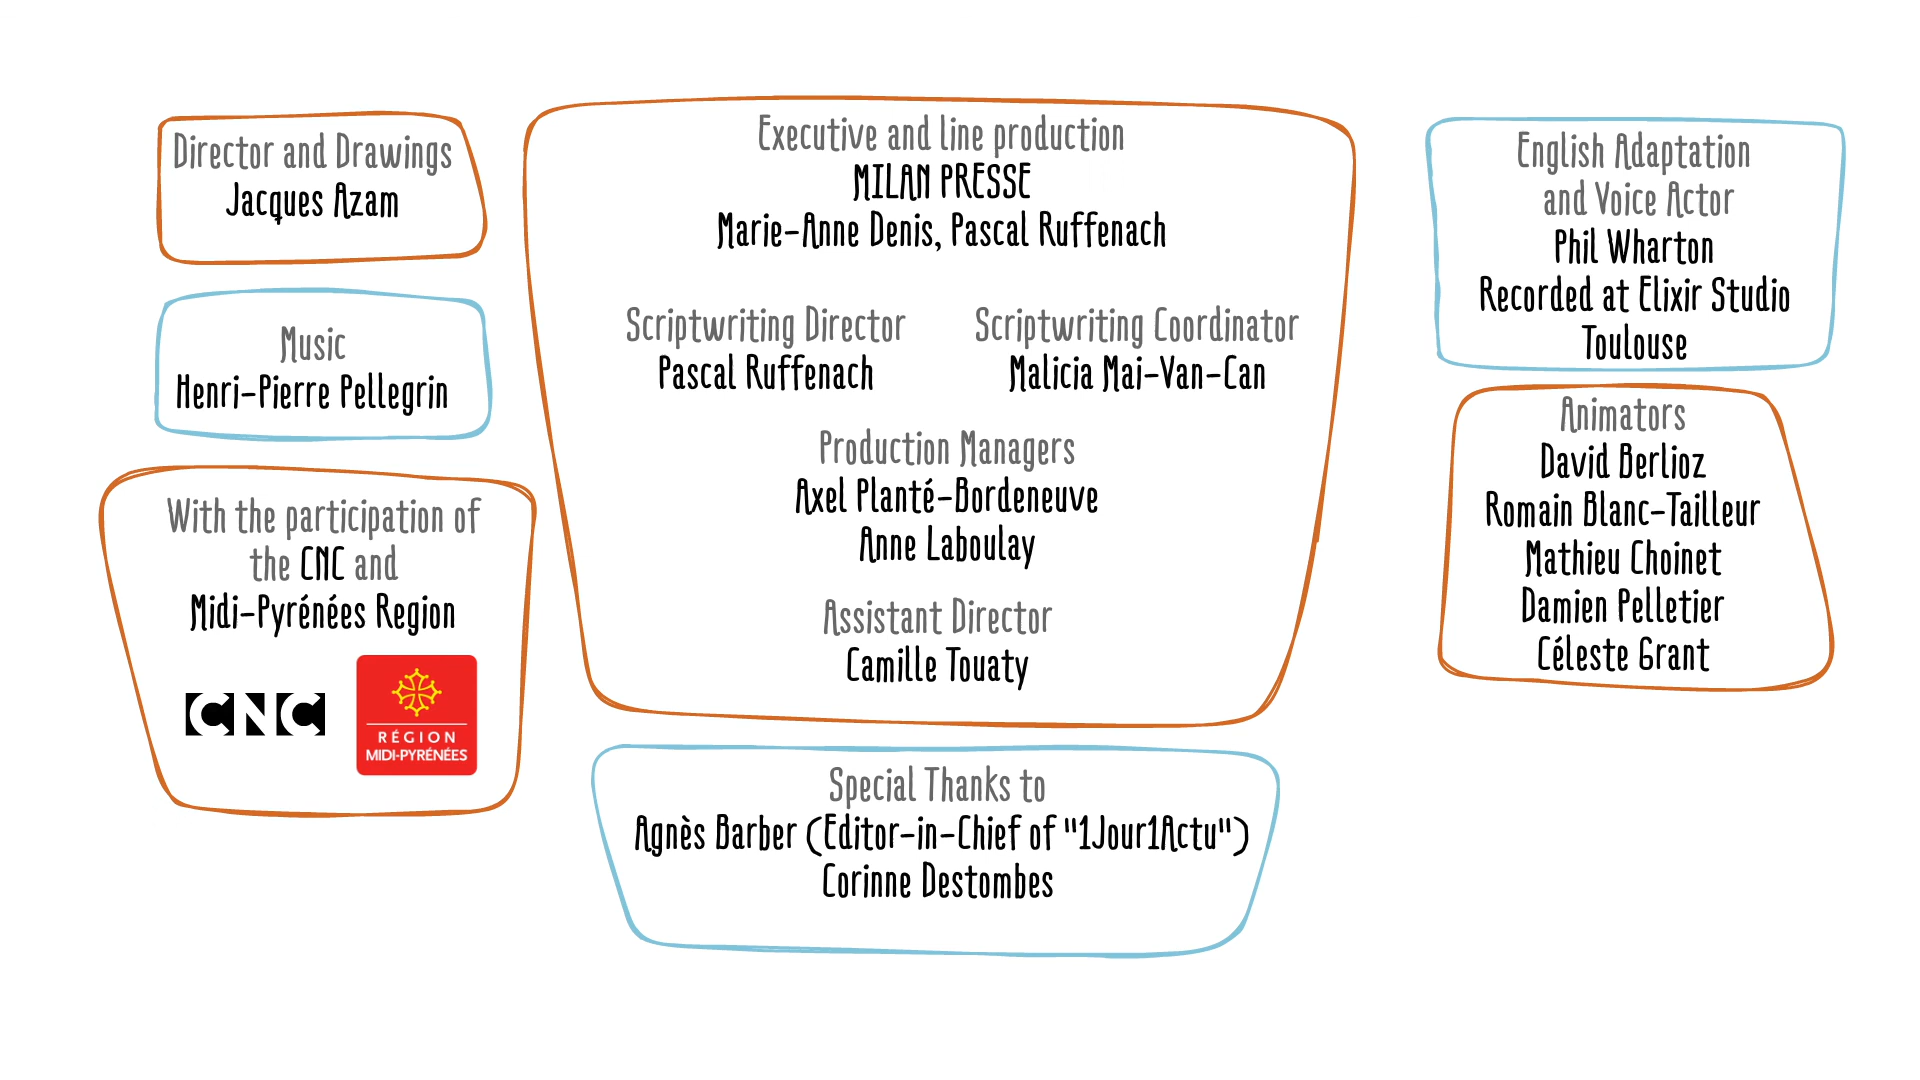 Director and Drawings
Jacques Azam
Music
Henri-Pierre Pellegrin
With the participation of
the CNC and
Midi-Pyrénées Region
CNC
RÉGION
MIDI-PYRÉNÉES
Executive and line production
MILAN PRESSE
Marie-Anne Denis, Pascal Ruffenach
Scriptwriting Director
Pascal Ruffenach
Scriptwriting Coordinator
Malicia Mai-Van-Can
Production Managers
Axel Planté-Bordeneuve
Anne Laboulay
Assistant Director
Camille Touaty
Special Thanks to
Agnès Barber (Editor-in-Chief of "1Jour1Actu")
Corinne Destombes
English Adaptation
and Voice Actor
Phil Wharton
Recorded at Elixir Studio
Toulouse
Animators
David Berlioz
Romain Blanc-Tailleur
Mathieu Choinet
Damien Pelletier
Céleste Grant